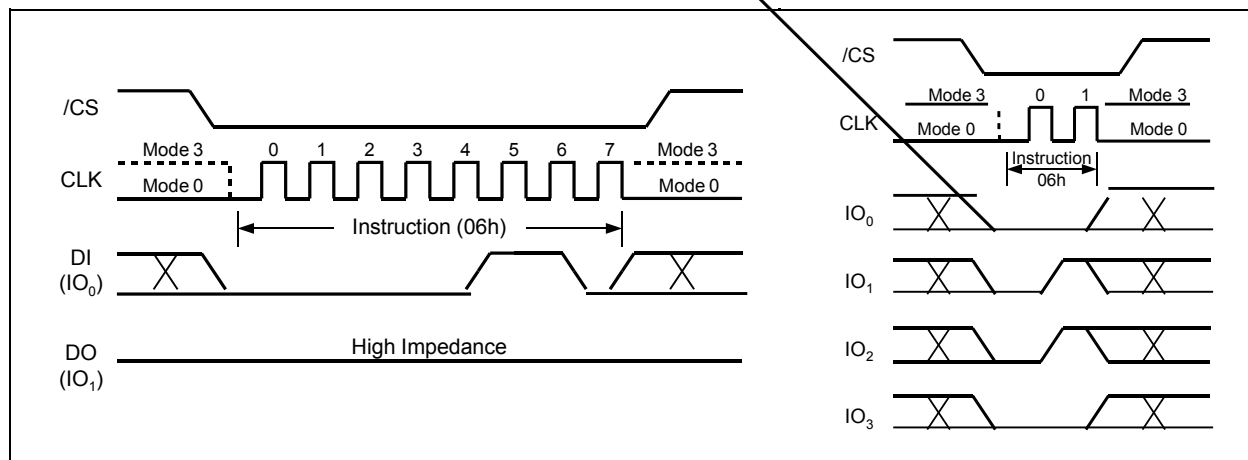 /CS
Mode 3
0 1 2 3 4 5 6 7
Mode 3
CLK
Mode 0
Mode 0
Instruction (06h)
DI
(IO0)
DO
(IO1)
High Impedance
/CS
Mode 3
0 1
Mode 3
CLK
Mode 0
Mode 0
Instruction
06h
IO0
IO1
IO2
IO3